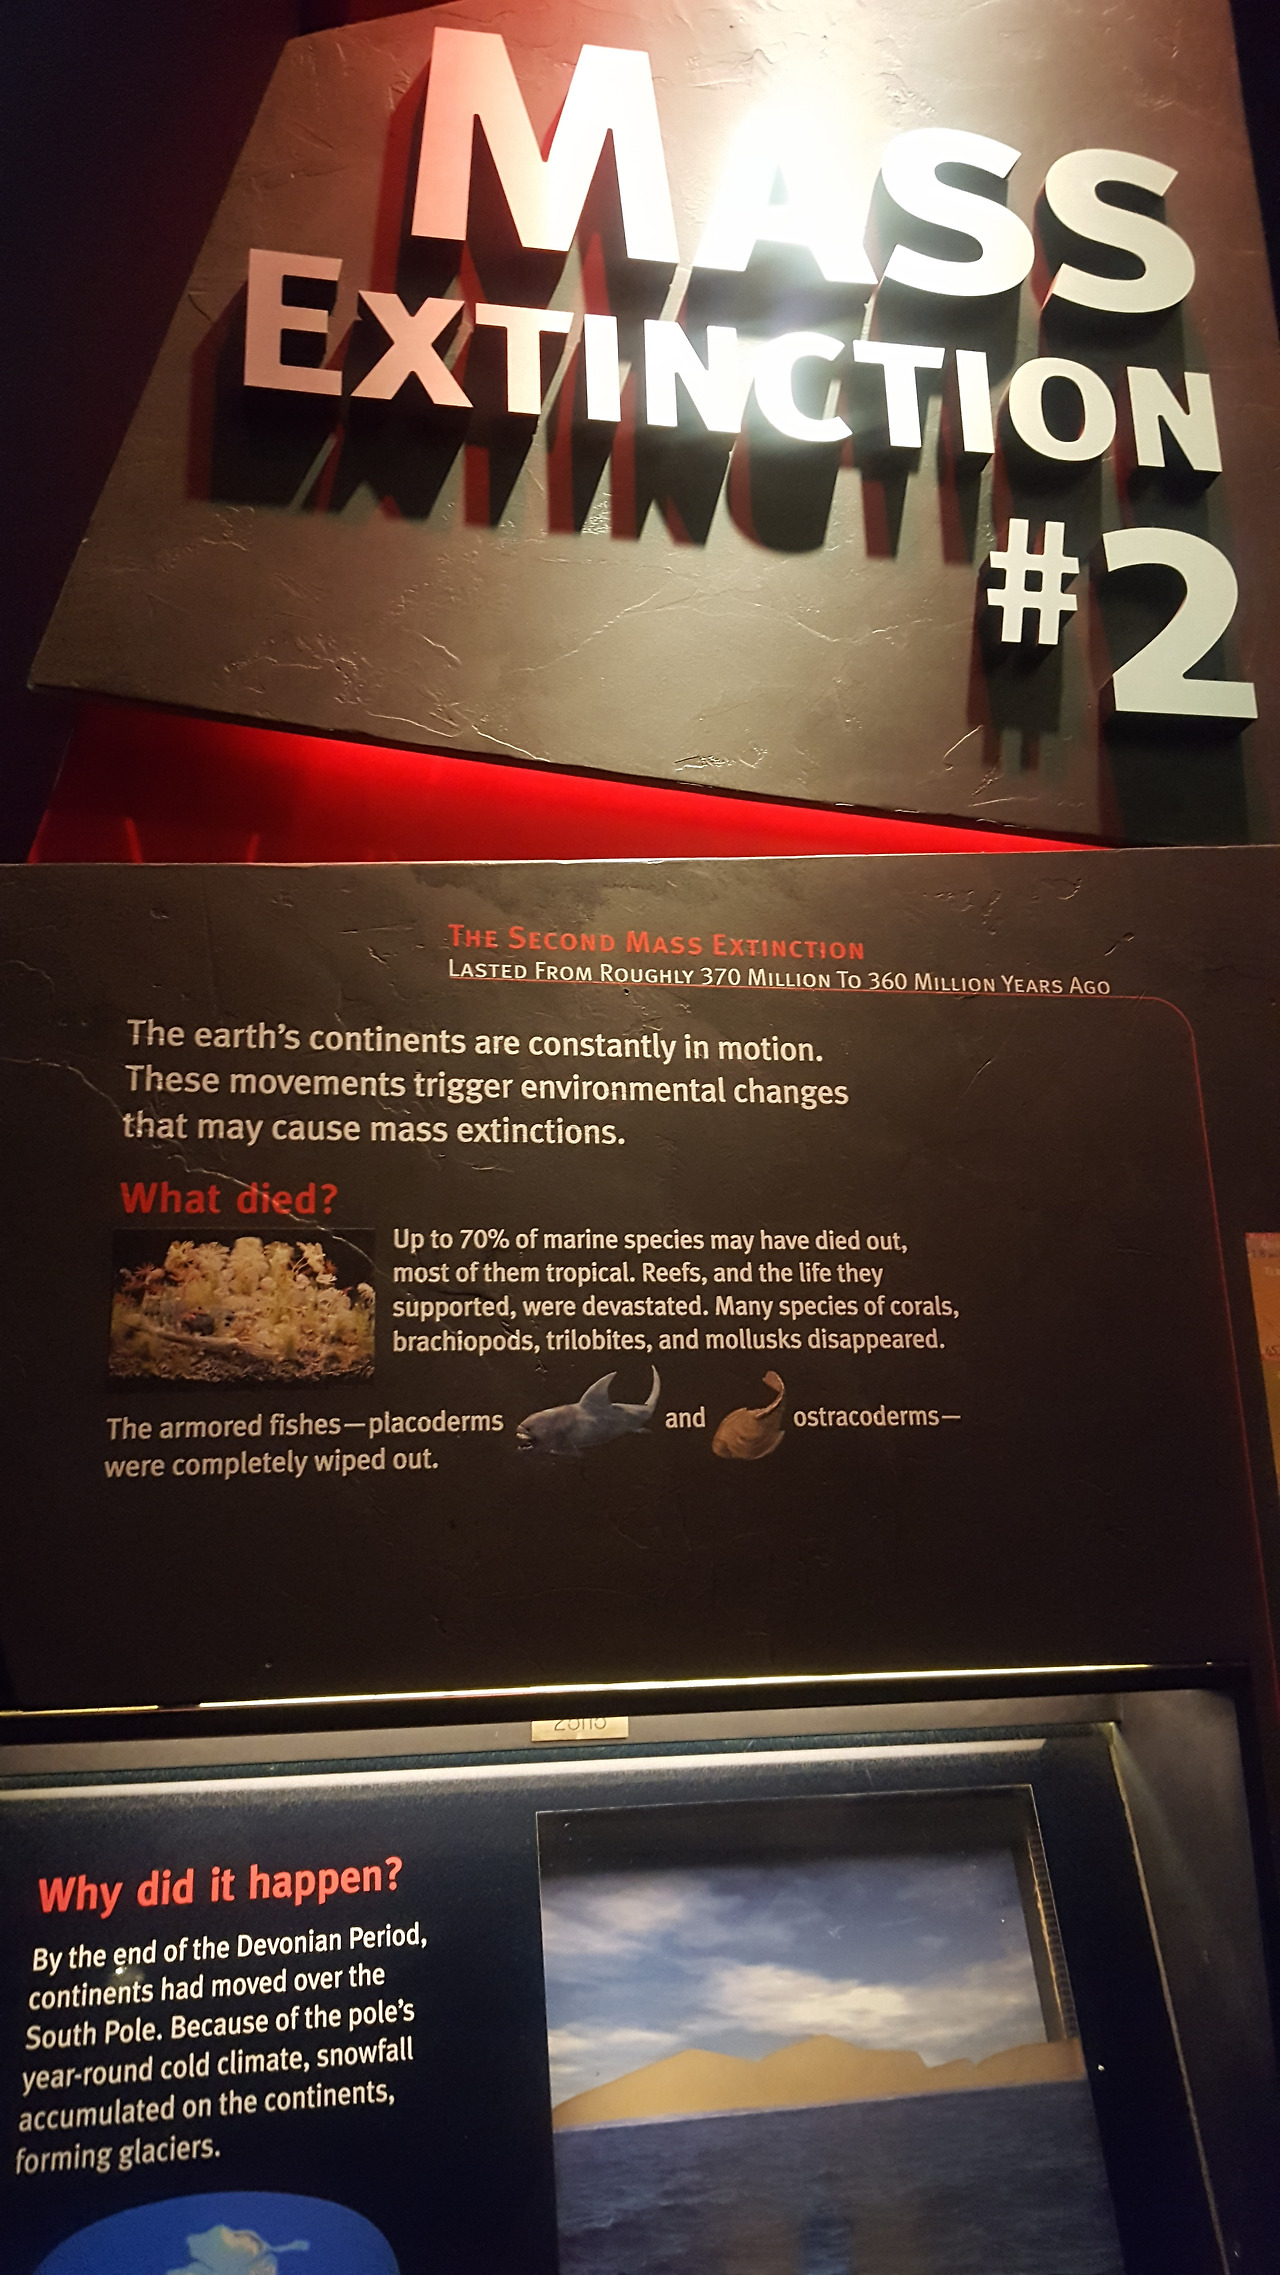 MASS
EXTINCTION
#2
THE SECOND MASS EXTINCTION
LASTED FROM ROUGHLY 370 MILLION TO 360 MILLION YEARS AGO
The earth's continents are constantly in motion.
These movements trigger environmental changes
that may cause mass extinctions.
What died?
Up to 70% of marine species may have died out,
most of them tropical. Reefs, and the life they
supported, were devastated. Many species of corals,
brachiopods, trilobites, and mollusks disappeared.
The armored fishes—placoderms and ostracoderms—
were completely wiped out.
Why did it happen?
By the end of the Devonian Period,
continents had moved over the
South Pole. Because of the pole's
year-round cold climate, snowfall
accumulated on the continents,
forming glaciers.